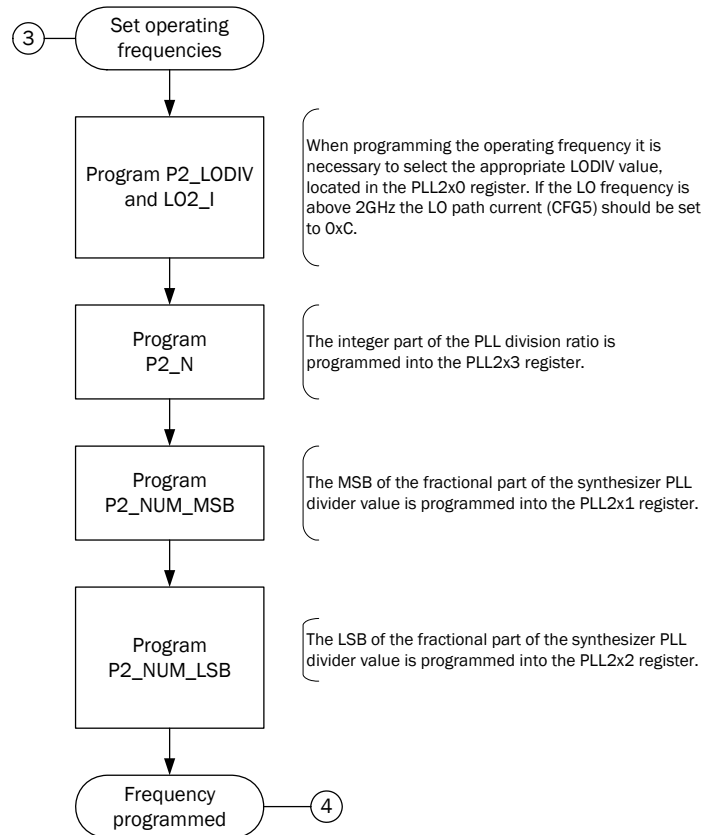 3
Set operating
frequencies
Program P2_LODIV
and LO2_I
When programming the operating frequency it is
necessary to select the appropriate LODIV value,
located in the PLL2x0 register. If the LO frequency is
above 2GHz the LO path current (CFG5) should be set
to 0xC.
Program
P2_N
The integer part of the PLL division ratio is
programmed into the PLL2x3 register.
Program
P2_NUM_MSB
The MSB of the fractional part of the synthesizer PLL
divider value is programmed into the PLL2x1 register.
Program
P2_NUM_LSB
The LSB of the fractional part of the synthesizer PLL
divider value is programmed into the PLL2x2 register.
Frequency
programmed
4